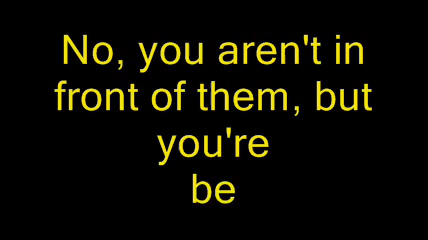 No, you aren't in
front of them, but
you're
be